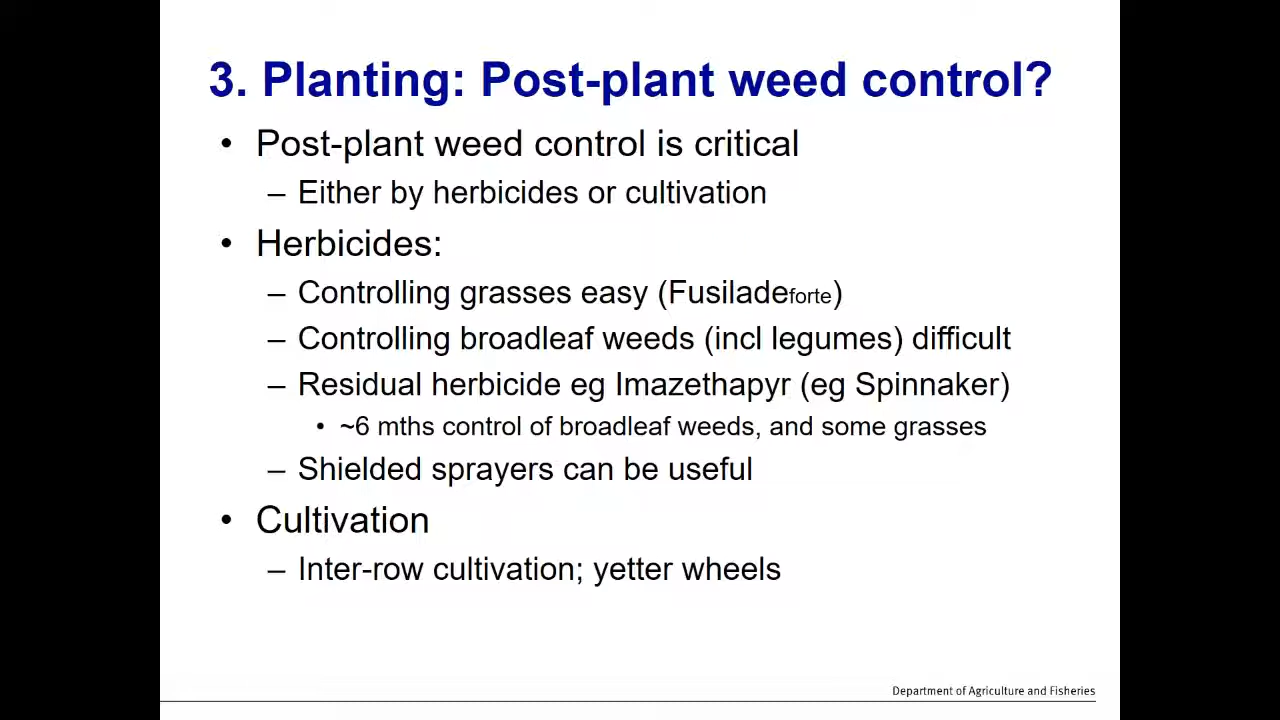 3. Planting: Post-plant weed control?
• Post-plant weed control is critical
– Either by herbicides or cultivation
• Herbicides:
– Controlling grasses easy (Fusiladeforte)
– Controlling broadleaf weeds (incl legumes) difficult
– Residual herbicide eg Imazethapyr (eg Spinnaker)
• ~6 mths control of broadleaf weeds, and some grasses
– Shielded sprayers can be useful
• Cultivation
– Inter-row cultivation; yetter wheels
Department of Agriculture and Fisheries